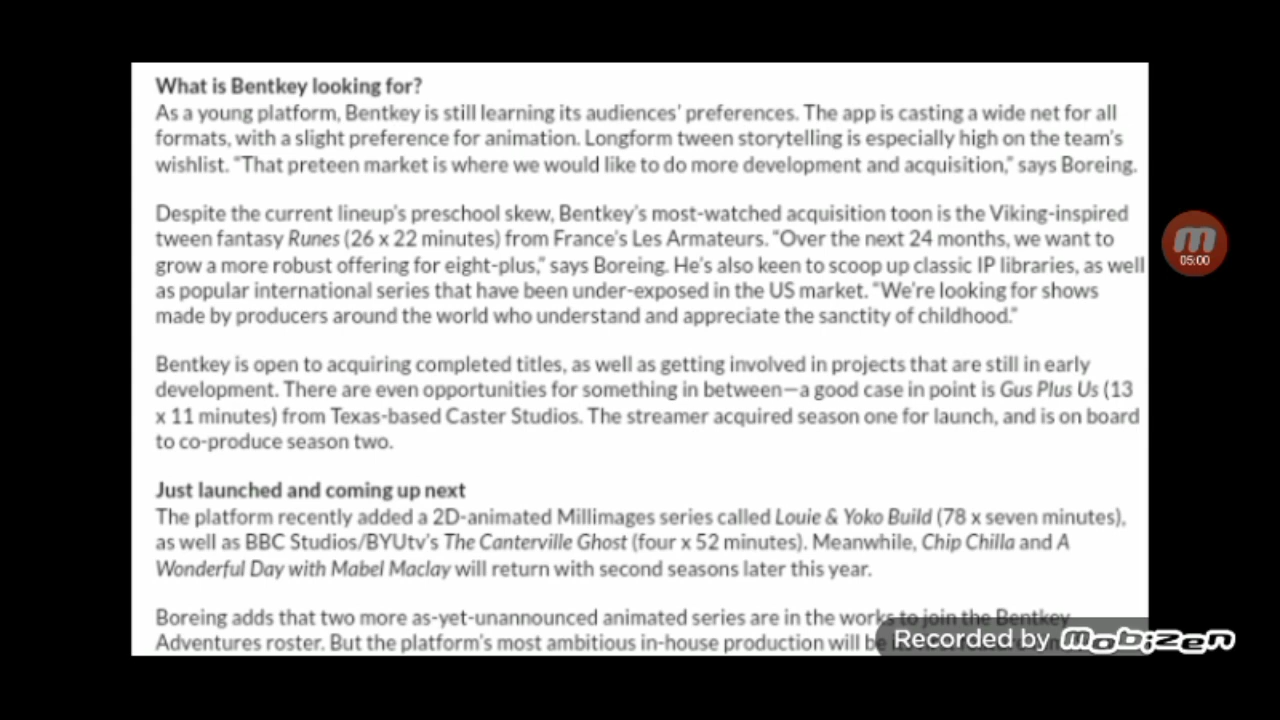 What is Bentkey looking for?
As a young platform, Bentkey is still learning its audiences' preferences. The app is casting a wide net for all
formats, with a slight preference for animation. Longform tween storytelling is especially high on the team's
wishlist. "That preteen market is where we would like to do more development and acquisition," says Boreing.
Despite the current lineup's preschool skew, Bentkey's most-watched acquisition toon is the Viking-inspired
tween fantasy Runes (26 x 22 minutes) from France's Les Armateurs. "Over the next 24 months, we want to
grow a more robust offering for eight-plus," says Boreing. He's also keen to scoop up classic IP libraries, as well
as popular international series that have been under-exposed in the US market. "We're looking for shows
made by producers around the world who understand and appreciate the sanctity of childhood."
Bentkey is open to acquiring completed titles, as well as getting involved in projects that are still in early
development. There are even opportunities for something in between—a good case in point is Gus Plus Us (13
x 11 minutes) from Texas-based Caster Studios. The streamer acquired season one for launch, and is on board
to co-produce season two.
Just launched and coming up next
The platform recently added a 2D-animated Millimages series called Louie & Yoko Build (78 x seven minutes),
as well as BBC Studios/BYUtv's The Canterville Ghost (four x 52 minutes). Meanwhile, Chip Chilla and A
Wonderful Day with Mabel Maclay will return with second seasons later this year.
Boreing adds that two more as-yet-unannounced animated series are in the works to join the Bentkey
Adventures roster. But the platform's most ambitious in-house production will be
05:00
Recorded by mobizen